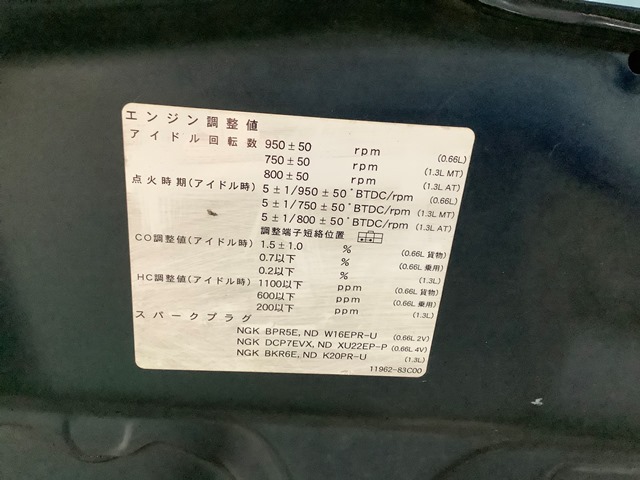 エンジン調整値
アイドル回転数 950±50 rpm (0.66L)
750±50 rpm (1.3L MT)
800±50 rpm (1.3L AT)
点火時期(アイドル時) 5±1/950±50°BTDC/rpm (0.66L)
5±1/750±50°BTDC/rpm (1.3L MT)
5±1/800±50°BTDC/rpm (1.3L AT)
調整端子短絡位置
CO調整値(アイドル時) 1.5±1.0 % (0.66L 貨物)
0.7以下 % (0.66L 乗用)
0.2以下 % (1.3L)
HC調整値(アイドル時) 1100以下 ppm (0.66L 貨物)
600以下 ppm (0.66L 乗用)
200以下 ppm (1.3L)
スパークプラグ
NGK BPR5E, ND W16EPR-U (0.66L 2V)
NGK DCP7EVX, ND XU22EP-P (0.66L 4V)
NGK BKR6E, ND K20PR-U (1.3L)
11962-83C00